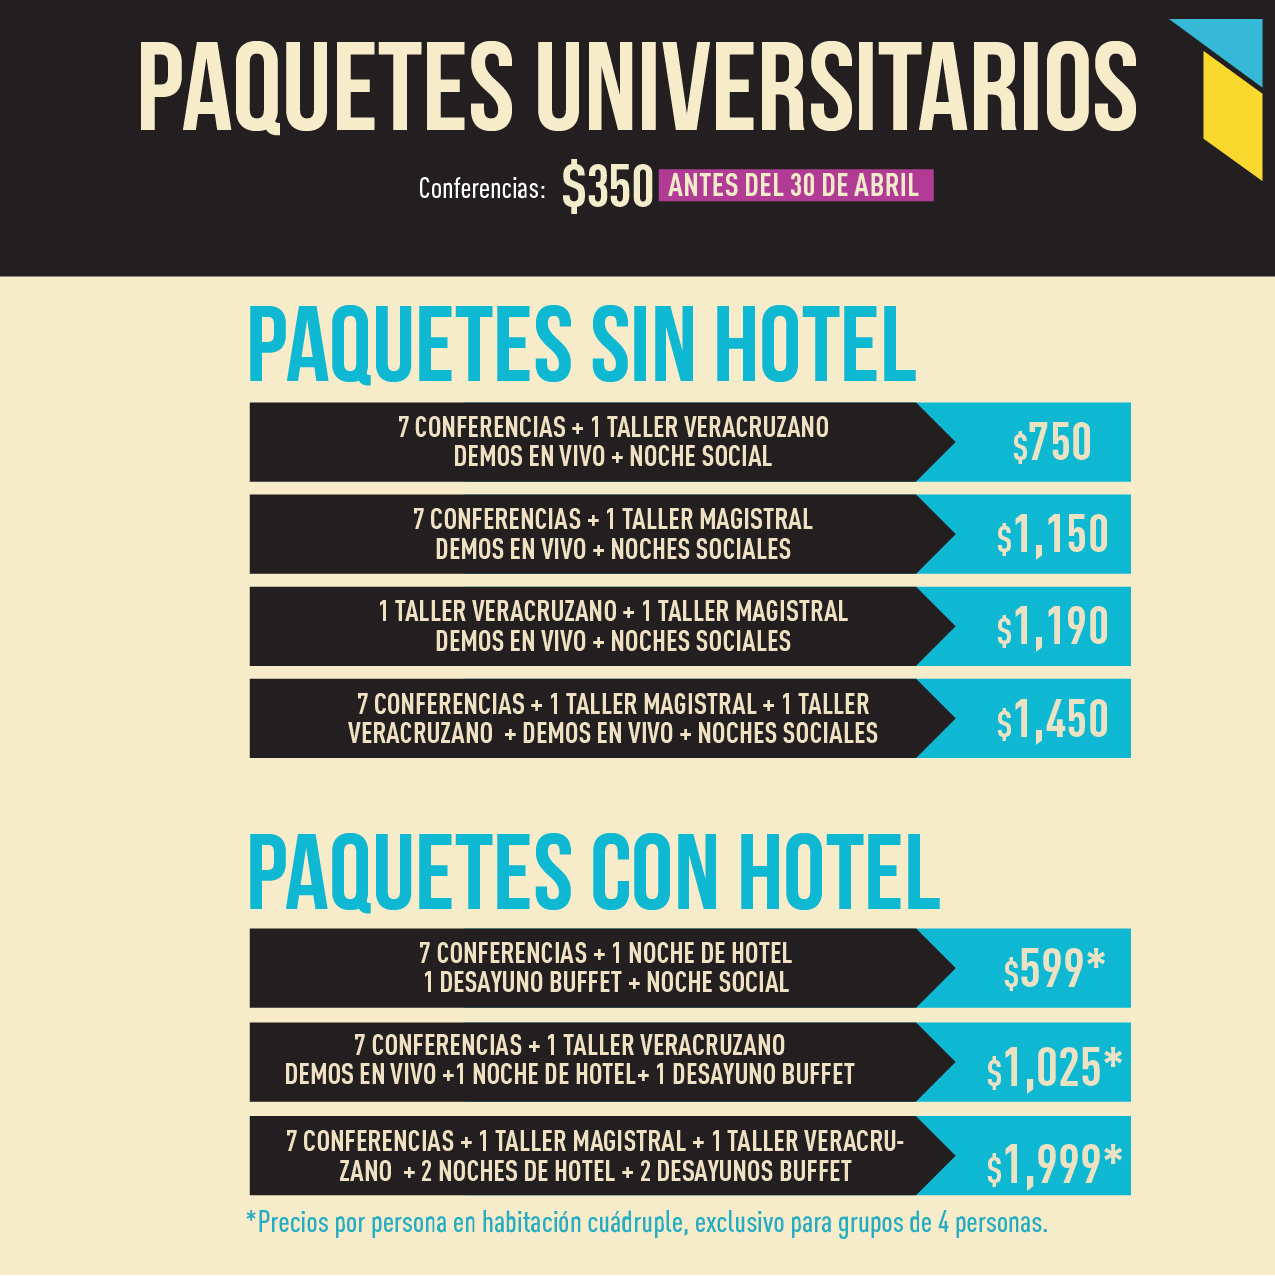 PAQUETES UNIVERSITARIOS
Conferencias: $350 ANTES DEL 30 DE ABRIL
PAQUETES SIN HOTEL
7 CONFERENCIAS + 1 TALLER VERACRUZANO
DEMOS EN VIVO + NOCHE SOCIAL
$750
7 CONFERENCIAS + 1 TALLER MAGISTRAL
DEMOS EN VIVO + NOCHES SOCIALES
$1,150
1 TALLER VERACRUZANO + 1 TALLER MAGISTRAL
DEMOS EN VIVO + NOCHES SOCIALES
$1,190
7 CONFERENCIAS + 1 TALLER MAGISTRAL + 1 TALLER
VERACRUZANO + DEMOS EN VIVO + NOCHES SOCIALES
$1,450
PAQUETES CON HOTEL
7 CONFERENCIAS + 1 NOCHE DE HOTEL
1 DESAYUNO BUFFET + NOCHE SOCIAL
$599*
7 CONFERENCIAS + 1 TALLER VERACRUZANO
DEMOS EN VIVO +1 NOCHE DE HOTEL+ 1 DESAYUNO BUFFET
$1,025*
7 CONFERENCIAS + 1 TALLER MAGISTRAL + 1 TALLER VERACRU-
ZANO + 2 NOCHES DE HOTEL + 2 DESAYUNOS BUFFET
$1,999*
*Precios por persona en habitación cuádruple, exclusivo para grupos de 4 personas.